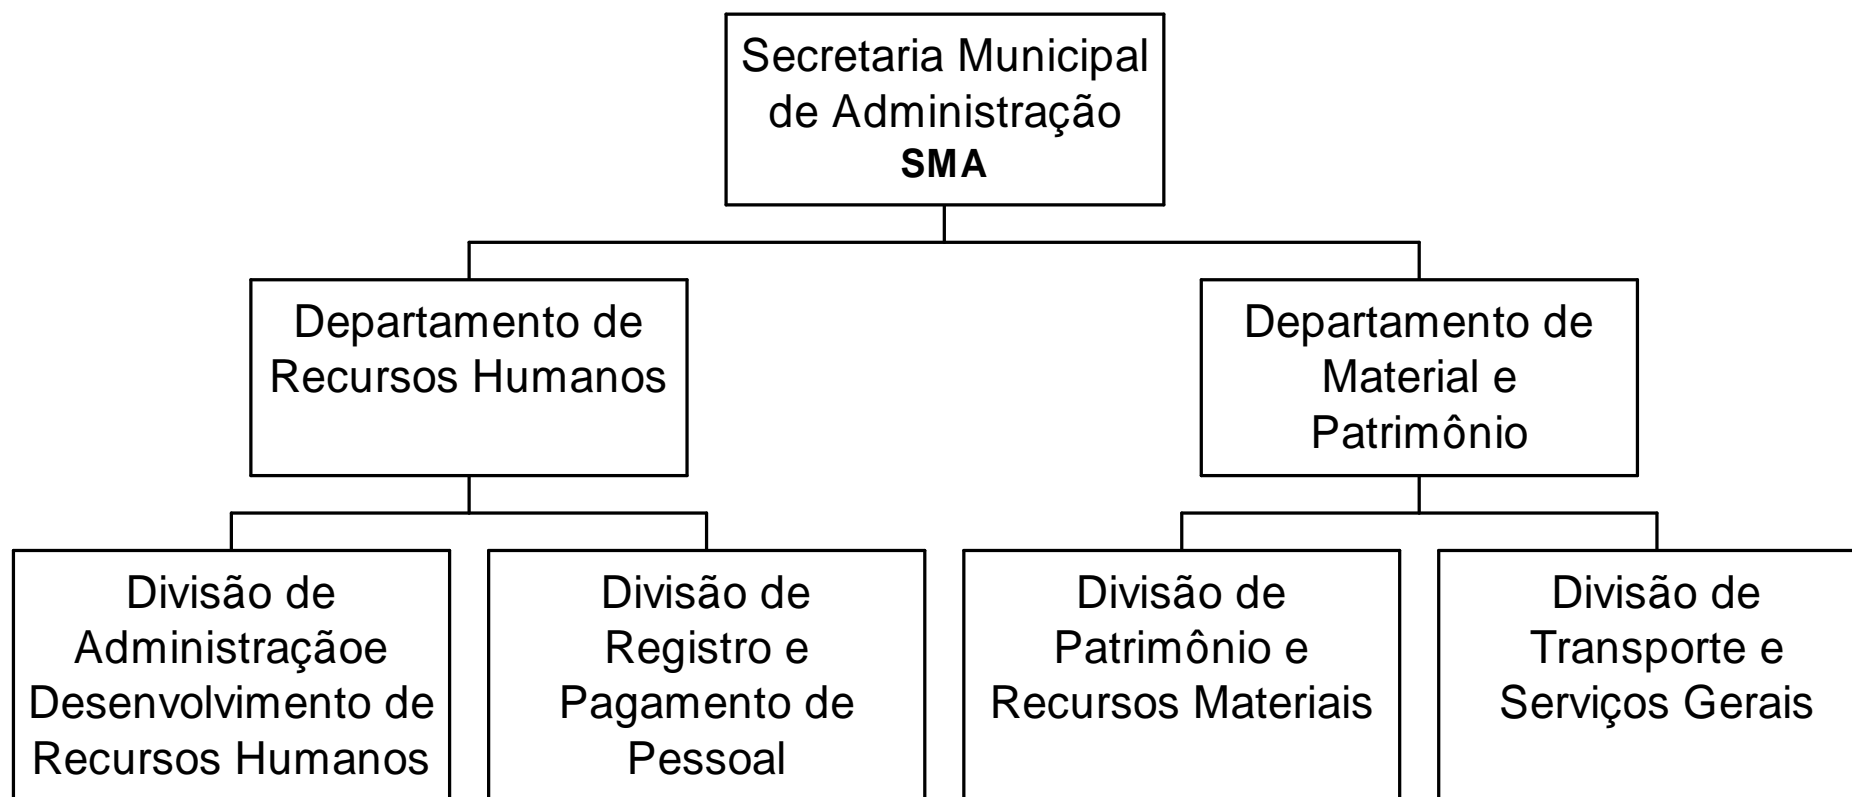 Secretaria Municipal
de Administração
SMA
Departamento de
Recursos Humanos
Departamento de
Material e
Patrimônio
Divisão de
Administraçãoe
Desenvolvimento de
Recursos Humanos
Divisão de
Registro e
Pagamento de
Pessoal
Divisão de
Patrimônio e
Recursos Materiais
Divisão de
Transporte e
Serviços Gerais